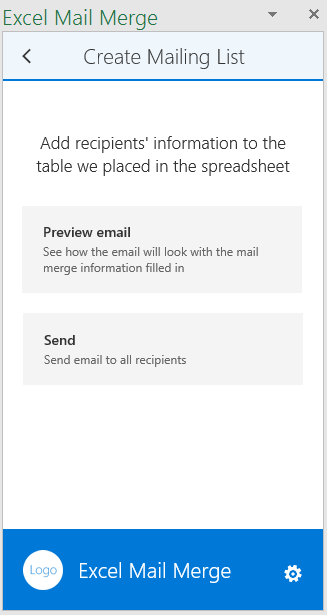 Excel Mail Merge
Create Mailing List
Add recipients' information to the
table we placed in the spreadsheet
Preview email
See how the email will look with the mail
merge information filled in
Send
Send email to all recipients
Logo
Excel Mail Merge